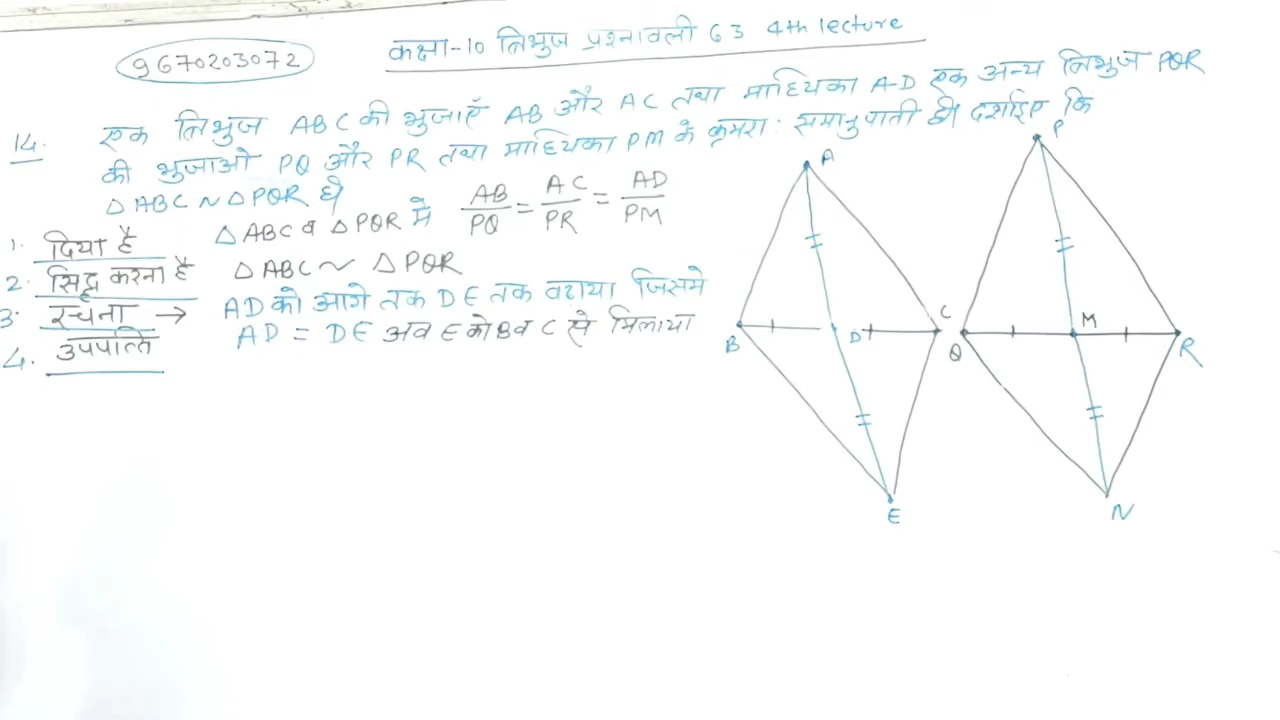 कक्षा-10 त्रिभुज प्रश्नावली 6 3 4th lecture
9670203072
14. एक त्रिभुज ABC की भुजाएँ AB और AC तथा माध्यिका A-D एक अन्य त्रिभुज PQR
की भुजाओ PQ और PR तथा माध्यिका PM के क्रमश: समानुपाती है। दर्शाइए कि
△ ABC ~ △ PQR है
1. दिया है △ ABC व △ PQR मे AB/PQ = AC/PR = AD/PM
2. सिद्ध करना है △ ABC ~ △ PQR
3. रचना → AD को आगे तक DE तक बढाया जिसमे
AD = DE अब E को B व C से मिलाया
4. उपपत्ति
A
B
D
C
E
P
Q
M
R
N